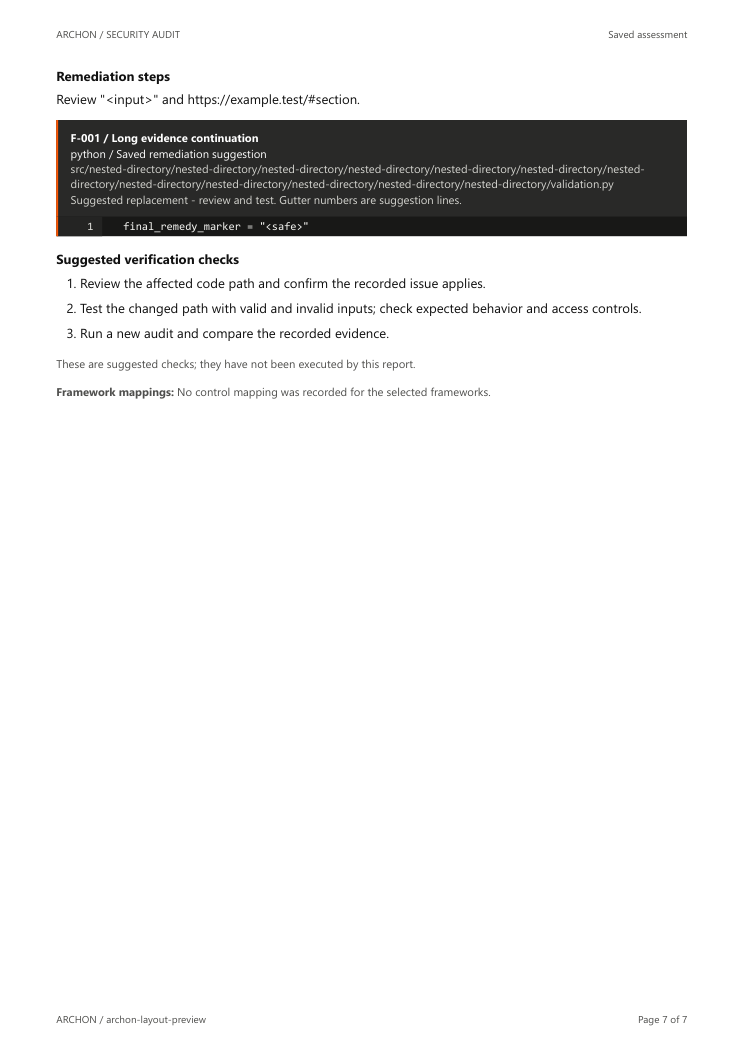 ARCHON / SECURITY AUDIT
Saved assessment
Remediation steps
Review "<input>" and https://example.test/#section.
F-001 / Long evidence continuation
python / Saved remediation suggestion
src/nested-directory/nested-directory/nested-directory/nested-directory/nested-directory/nested-directory/nested-
directory/nested-directory/nested-directory/nested-directory/nested-directory/nested-directory/validation.py
Suggested replacement - review and test. Gutter numbers are suggestion lines.
1 final_remedy_marker = "<safe>"
Suggested verification checks
1. Review the affected code path and confirm the recorded issue applies.
2. Test the changed path with valid and invalid inputs; check expected behavior and access controls.
3. Run a new audit and compare the recorded evidence.
These are suggested checks; they have not been executed by this report.
Framework mappings: No control mapping was recorded for the selected frameworks.
ARCHON / archon-layout-preview
Page 7 of 7